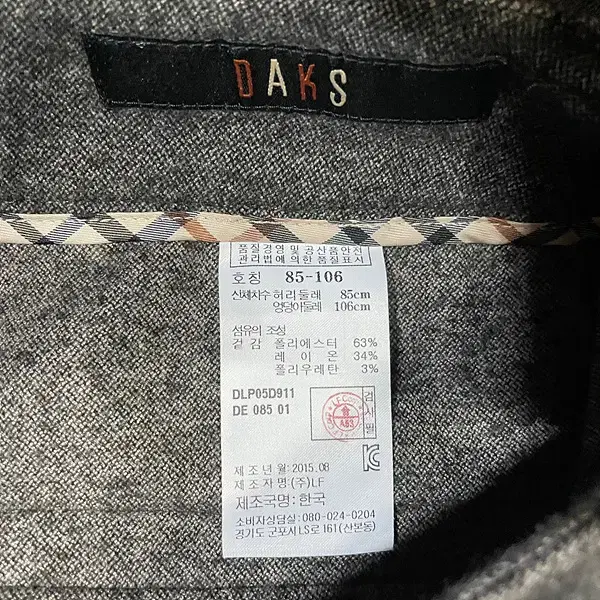 DAKS
품질경영 및 공산품안전
관리법에 의한 품질표시
호칭 85-106
신체치수 허리둘레 85cm
엉덩이둘레 106cm
섬유의 조성
겉감 폴리에스터 63%
레이온 34%
폴리우레탄 3%
DLP05D911
DE 085 01
검사필
A63
제조년월:2015.08
제조자명:(주)LF
제조국명:한국
소비자상담실:080-024-0204
경기도 군포시 LS로 161(산본동)